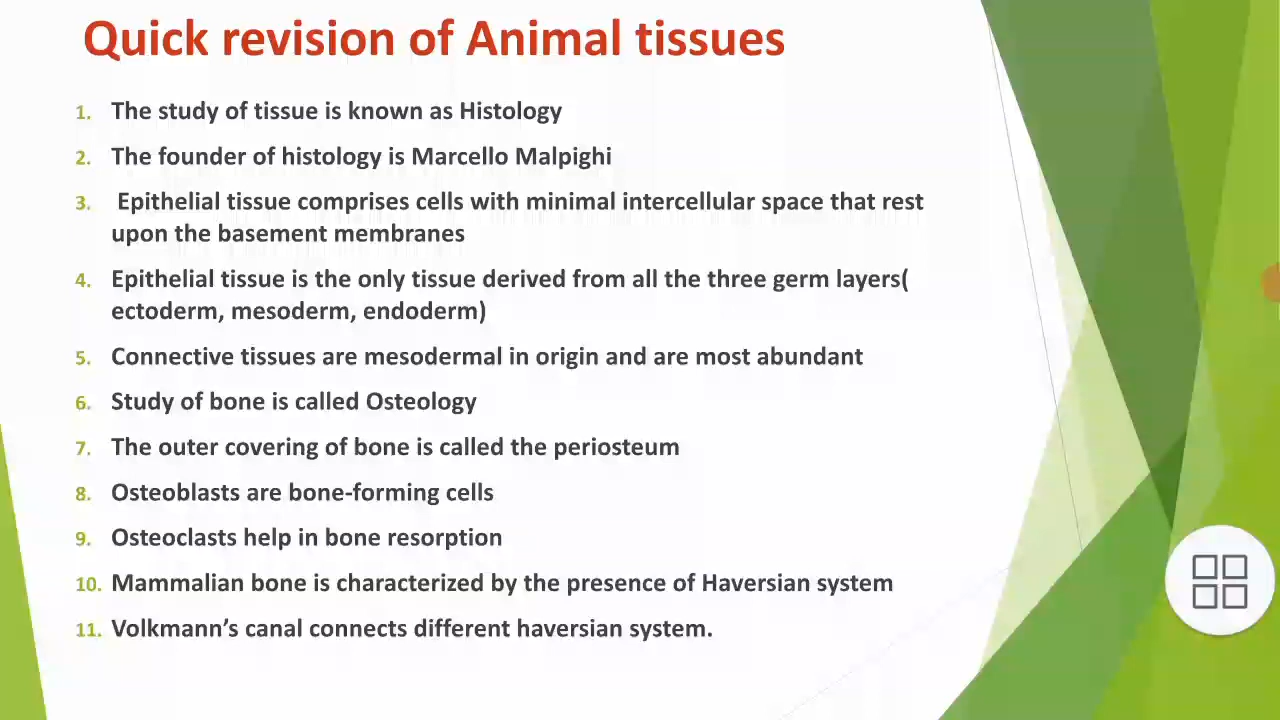 Quick revision of Animal tissues
1. The study of tissue is known as Histology
2. The founder of histology is Marcello Malpighi
3. Epithelial tissue comprises cells with minimal intercellular space that rest
upon the basement membranes
4. Epithelial tissue is the only tissue derived from all the three germ layers(
ectoderm, mesoderm, endoderm)
5. Connective tissues are mesodermal in origin and are most abundant
6. Study of bone is called Osteology
7. The outer covering of bone is called the periosteum
8. Osteoblasts are bone-forming cells
9. Osteoclasts help in bone resorption
10. Mammalian bone is characterized by the presence of Haversian system
11. Volkmann’s canal connects different haversian system.